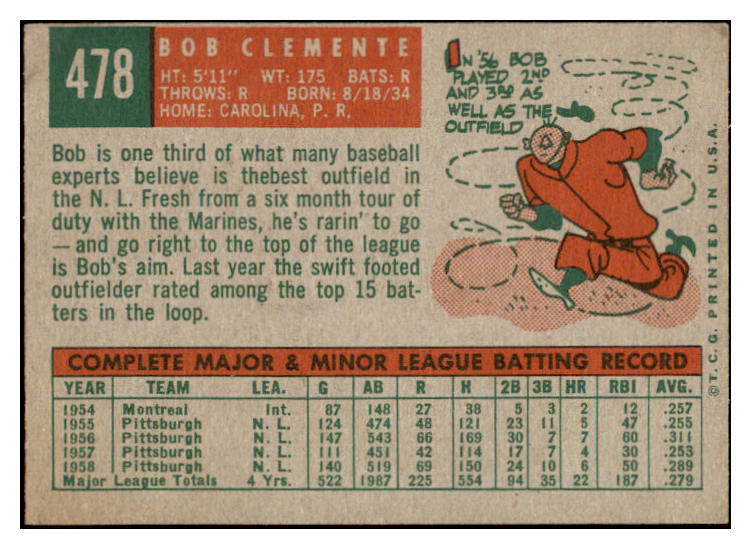 478
BOB CLEMENTE
HT: 5'11" WT: 175 BATS: R
THROWS: R BORN: 8/18/34
HOME: CAROLINA, P. R.
IN '56 BOB
PLAYED 2ND
AND 3RD AS
WELL AS THE
OUTFIELD
Bob is one third of what many baseball
experts believe is thebest outfield in
the N. L. Fresh from a six month tour of
duty with the Marines, he's rarin' to go
— and go right to the top of the league
is Bob's aim. Last year the swift footed
outfielder rated among the top 15 bat-
ters in the loop.
COMPLETE MAJOR & MINOR LEAGUE BATTING RECORD
YEAR TEAM LEA. G AB R H 2B 3B HR RBI AVG.
1954 Montreal Int. 87 148 27 38 5 3 2 12 .257
1955 Pittsburgh N. L. 124 474 48 121 23 11 5 47 .255
1956 Pittsburgh N. L. 147 543 66 169 30 7 7 60 .311
1957 Pittsburgh N. L. 111 451 42 114 17 7 4 30 .253
1958 Pittsburgh N. L. 140 519 69 150 24 10 6 50 .289
Major League Totals 4 Yrs. 522 1987 225 554 94 35 22 187 .279
© T. C. G. PRINTED IN U.S.A.